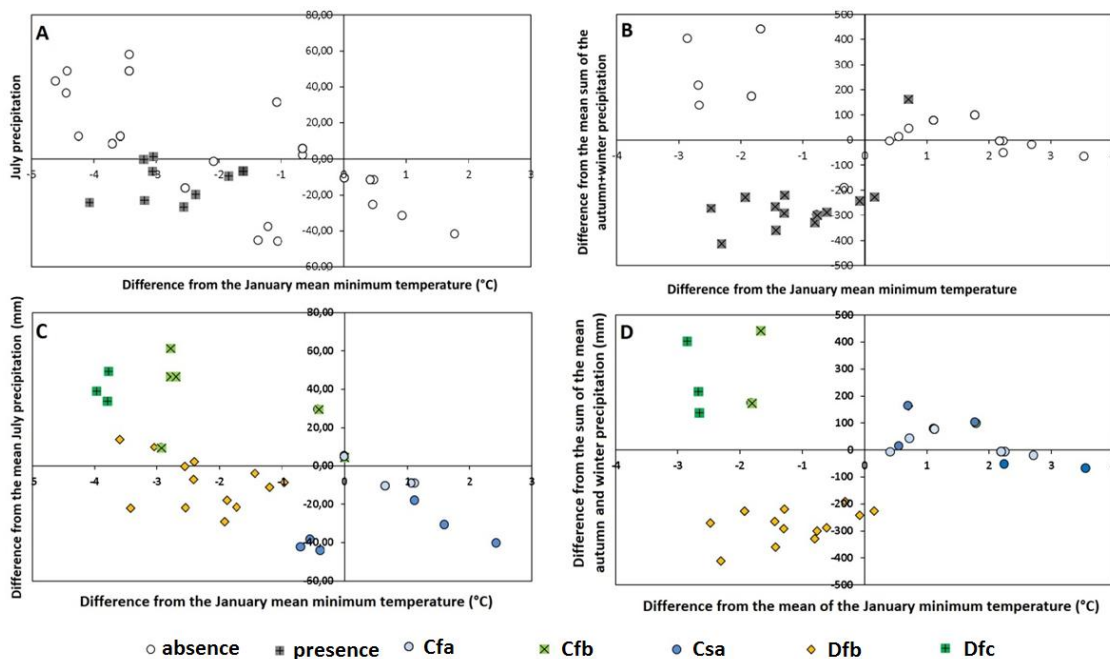 A
July precipitation
80,00
60,00
40,00
20,00
0,00
-20,00
-40,00
60,00
-5 -4 -3 -2 -1 0 1 2 3
Difference from the January mean minimum temperature (°C)
B
Difference from the mean sum of the
autumn+winter precipitation
500
400
300
200
100
0
-100
-200
-300
-400
-500
-4 -3 -2 -1 0 1 2 3 4
Difference from the January mean minimum temperature
C
Difference from the mean July precipitation (mm)
80,00
60,00
40,00
20,00
0,00
-20,00
-40,00
60,00
-5 -4 -3 -2 -1 0 1 2 3
Difference from the January mean minimum temperature (°C)
D
Difference from the sum of the mean
autumn and winter precipitation (mm)
500
400
300
200
100
0
-100
-200
-300
-400
-500
-4 -3 -2 -1 0 1 2 3 4
Difference from the mean of the January minimum temperature (°C)
absence presence Cfa Cfb Csa Dfb Dfc